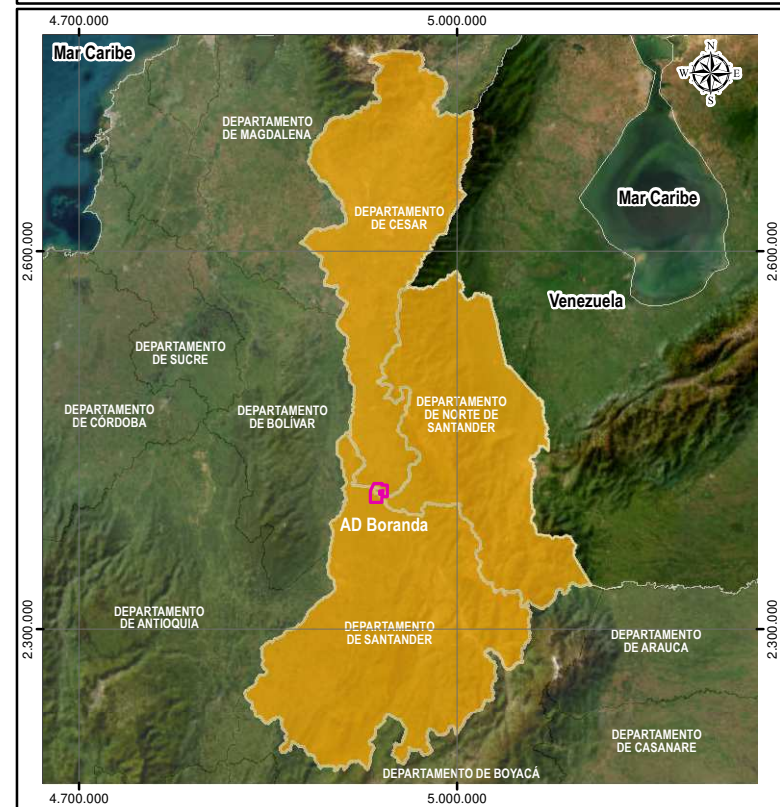 4.700.000
5.000.000
Mar Caribe
N
W
E
S
DEPARTAMENTO
DE MAGDALENA
DEPARTAMENTO
DE CESAR
Mar Caribe
2.600.000
2.600.000
Venezuela
DEPARTAMENTO
DE SUCRE
DEPARTAMENTO
DE CÓRDOBA
DEPARTAMENTO
DE BOLÍVAR
DEPARTAMENTO
DE NORTE DE
SANTANDER
AD Boranda
DEPARTAMENTO
DE ANTIOQUIA
DEPARTAMENTO
DE SANTANDER
2.300.000
2.300.000
DEPARTAMENTO
DE ARAUCA
DEPARTAMENTO
DE CASANARE
DEPARTAMENTO DE BOYACÁ
4.700.000
5.000.000